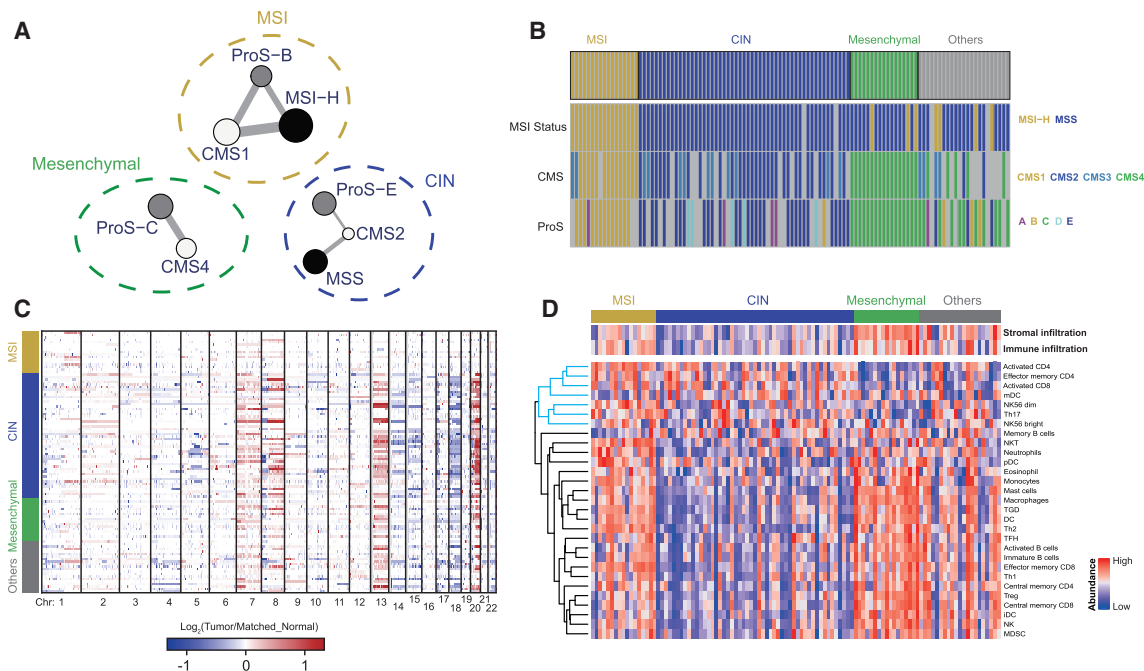 A
MSI
ProS-B
MSI-H
CMS1
Mesenchymal
ProS-C
CMS4
CIN
ProS-E
CMS2
MSS
B
MSI CIN Mesenchymal Others
MSI Status
MSI-H MSS
CMS
CMS1 CMS2 CMS3 CMS4
ProS
A B C D E
C
MSI
CIN
Mesenchymal
Others
Chr: 1 2 3 4 5 6 7 8 9 10 11 12 13 14 15 16 17 18 19 20 21 22
Log2(Tumor/Matched_Normal)
-1 0 1
D
MSI CIN Mesenchymal Others
Stromal infiltration
Immune infiltration
Activated CD4
Effector memory CD4
Activated CD8
mDC
NK56 dim
Th17
NK56 bright
Memory B cells
NKT
Neutrophils
pDC
Eosinophil
Monocytes
Mast cells
Macrophages
TGD
DC
Th2
TFH
Activated B cells
Immature B cells
Effector memory CD8
Th1
Central memory CD4
Treg
Central memory CD8
iDC
NK
MDSC
Abundance
High
Low